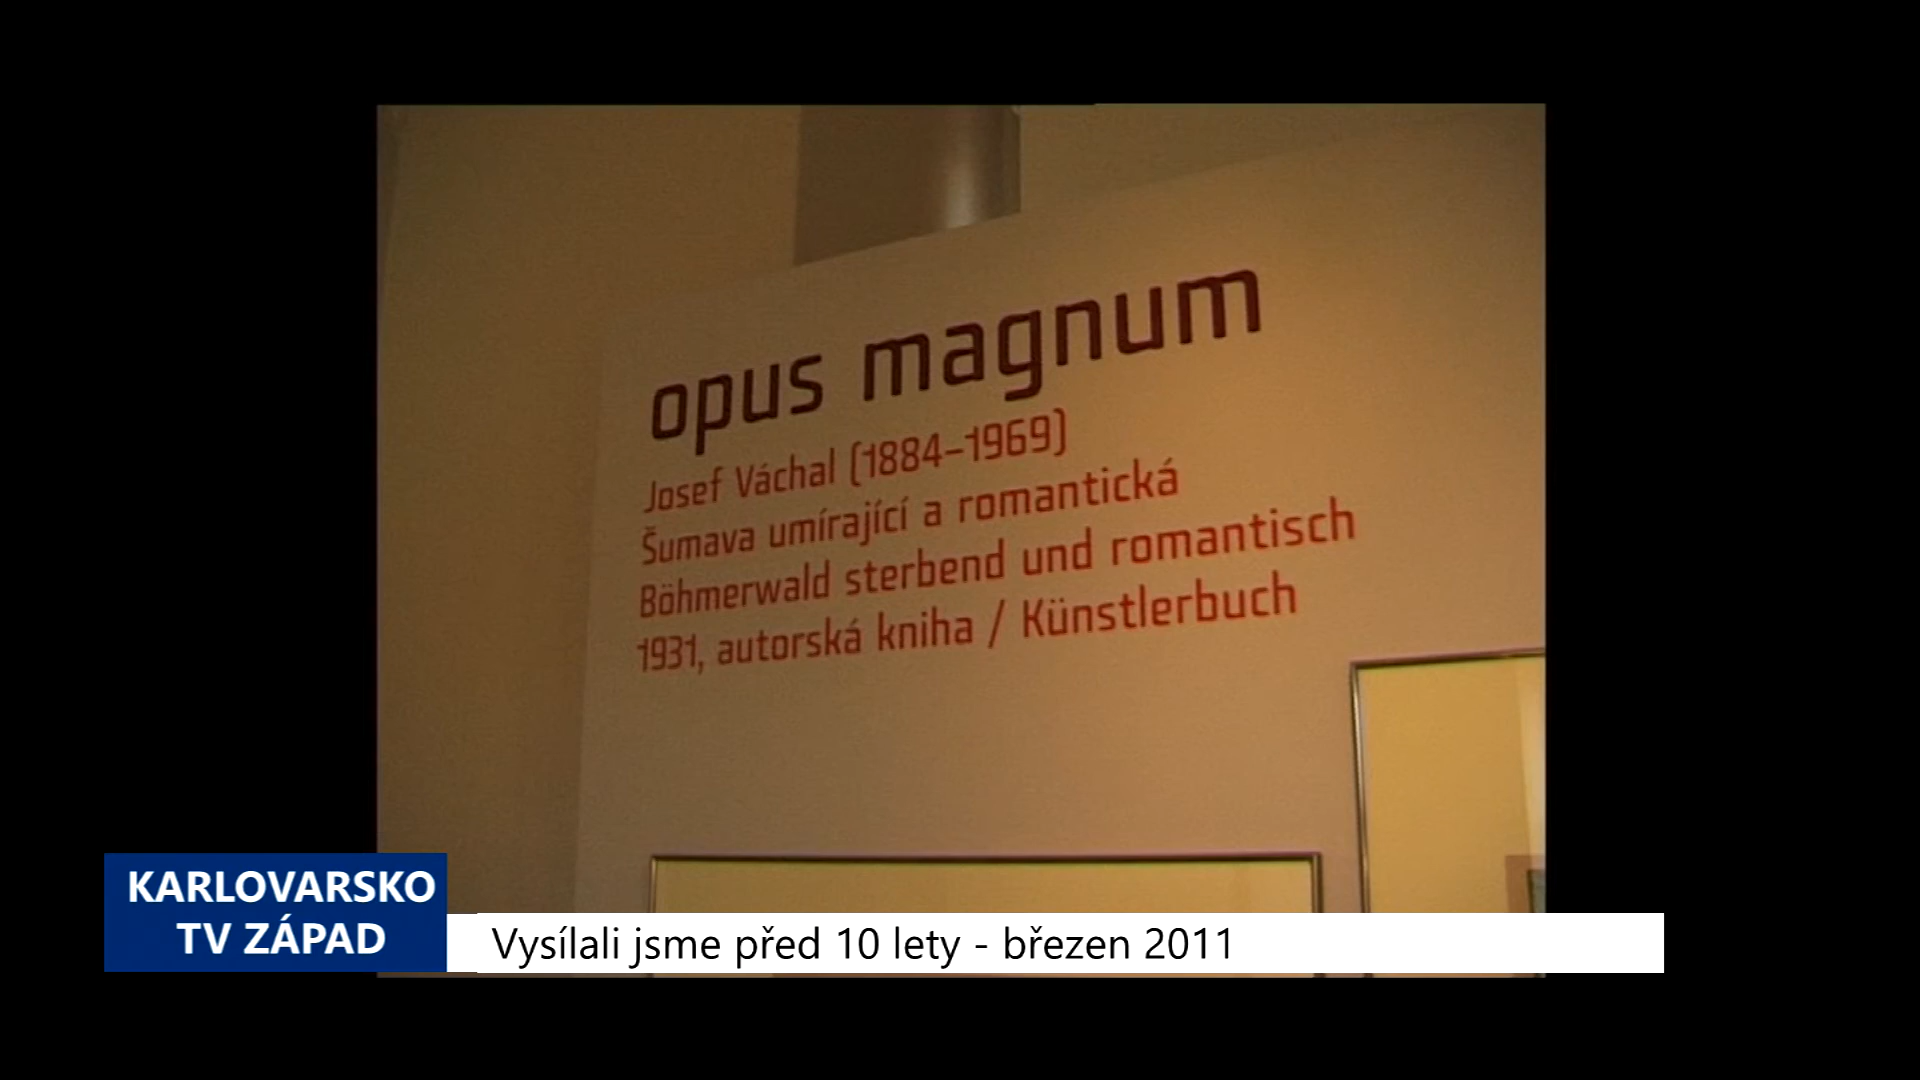 opus magnum
Josef Váchal (1884–1969)
Šumava umírající a romantická
Böhmerwald sterbend und romantisch
1931, autorská kniha / Künstlerbuch
KARLOVARSKO
TV ZÁPAD
Vysílali jsme před 10 lety - březen 2011